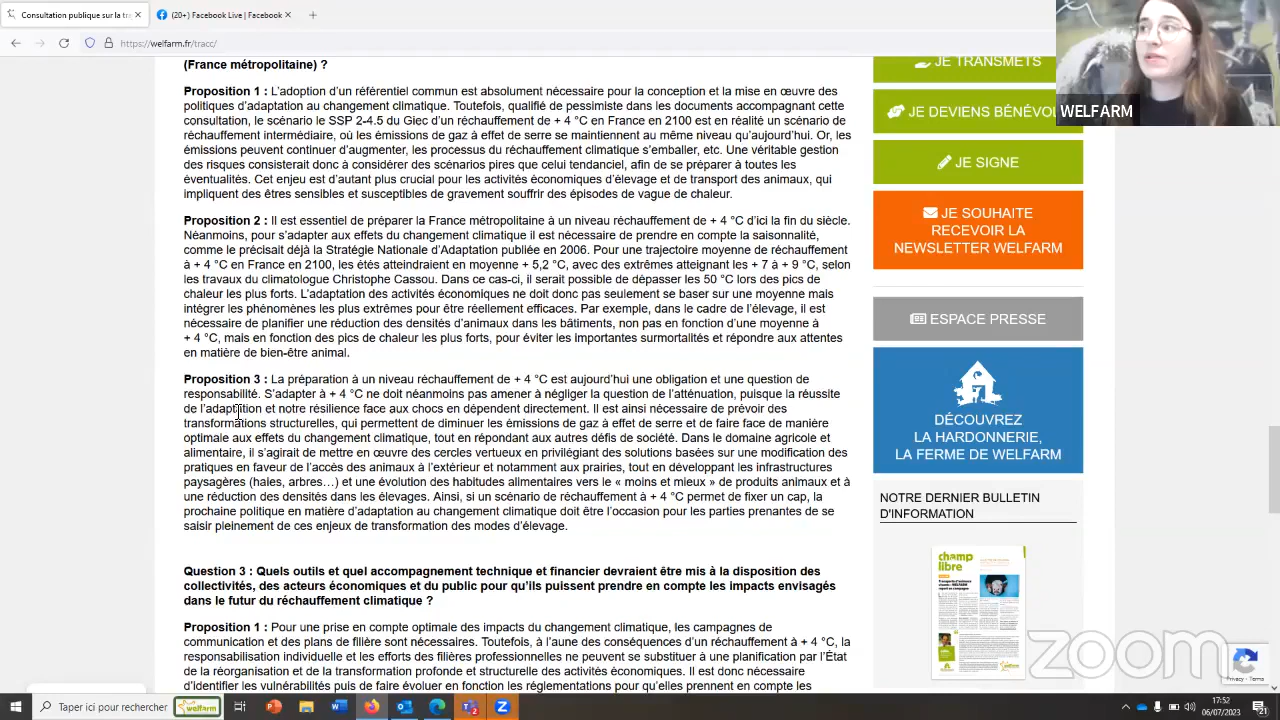 Consultation publique sur la tra
(20+) Facebook Live | Facebook
https://welfarm.fr/tracc/
(France métropolitaine) ?
Proposition 1 : L'adoption d'un référentiel commun est absolument nécessaire pour la conception et la mise en œuvre des
politiques d'adaptation au changement climatique. Toutefois, qualifié de pessimiste dans les documents accompagnant cette
consultation, le scénario SSP 2-4.5 d'un réchauffement de + 4 °C en France en 2100 est en réalité un scénario de
réchauffement intermédiaire, où les émissions de gaz à effet de serre se maintiennent au même niveau qu'aujourd'hui. Or, les
émissions peuvent continuer d'augmenter, les processus du réchauffement climatique s'emballer, etc. Une véritable gestion
des risques consisterait donc à considérer des scénarios pires que celui tendanciel, afin de se préparer à toutes les
éventualités. Cet enjeu est d'autant plus crucial pour les activités économiques d'élevage et de transport des animaux, qui
impliquent des êtres sensibles et susceptibles de gravement souffrir des épisodes de vague de chaleur.
Proposition 2 : Il est essentiel de préparer la France métropolitaine à un niveau réchauffement de + 4 °C d'ici la fin du siècle.
Néanmoins, pour s'adapter aux effets du changement climatique il est nécessaire de prendre en compte la saisonnalité,
comme le préconisait la Stratégie Nationale d'Adaptation publiée en 2006. Pour une trajectoire moyenne de réchauffement
à + 4 °C en France en 2100, les étés atteindraient en moyenne + 5,2 °C, avec des extrêmes atteignant les + 7 à + 9 °C, selon
les travaux du climatologue Christophe Cassou. Dans ce cas-ci, il serait possible de dépasser les 50 °C lors des pics de
chaleur les plus forts. L'adaptation des activités économiques ne doit donc pas seulement se baser sur une moyenne mais
intégrer les phénomènes les plus extrêmes pour être réellement efficaces. Par exemple, dans le cadre de l'élevage, il est
nécessaire de planifier une réduction des densités d'animaux dans les bâtiments, non pas en fonction d'une moyenne à
+ 4 °C, mais en fonction des pics de chaleur les plus forts, pour éviter les importantes surmortalités et répondre aux attentes
en matière de bien-être animal.
Proposition 3 : La préparation à un niveau réchauffement de + 4 °C est aujourd'hui une obligation et une question de
responsabilité. S'adapter à + 4 °C ne doit néanmoins pas amener à négliger la question de l'atténuation, puisque la réussite
de l'adaptation et notre résilience face aux chocs en dépendent directement. Il est ainsi nécessaire de prévoir des
transformations structurelles, qui permettent de diminuer les émissions de gaz à effet de serre et de faire face de manière
optimale aux effets du changement climatique, tout en répondant aux autres défis de société. Dans le domaine agricole et
alimentaire, il s'agira de mettre en œuvre des cercles vertueux en privilégiant des solutions basées sur une modification des
pratiques en faveur de l'accès des animaux à l'extérieur et notamment aux prairies, tout en développant les infrastructures
paysagères (haies, arbres…) et une évolution des habitudes alimentaires vers le « moins et mieux » de produits animaux et à
une réduction des densités dans les élevages. Ainsi, si un scénario de réchauffement à + 4 °C permet de fixer un cap, la
prochaine politique en matière d'adaptation au changement climatique doit être l'occasion pour les parties prenantes de se
saisir pleinement de ces enjeux de transformation des modes d'élevage.
Question 3 : Quels outils et quel accompagnement technique et financier devraient être mis à la disposition des
collectivités, des acteurs économiques et du public pour qu'ils puissent prendre en compte les impacts envisagés
dans le futur du réchauffement climatique ?
Proposition 1 : Pour une prise en compte optimale des impacts du changement climatique, les campagnes de
communication et les plans de filière sont nécessaires. Toutefois, à l'aune des conséquences d'un réchauffement à + 4 °C, la
responsabilisation individuelle et les efforts des filières professionnelles ne peuvent se substituer à une planification par l'État
de la réorganisation et de la transformation profonde et structurelle des activités économiques. Il est donc nécessaire
d'identifier les vulnérabilités puis de faire évoluer en fonction les réglementations pour qu'elles prennent en compte les
JE TRANSMETS
JE DEVIENS BÉNÉVOL
JE SIGNE
JE SOUHAITE
RECEVOIR LA
NEWSLETTER WELFARM
ESPACE PRESSE
DÉCOUVREZ
LA HARDONNERIE,
LA FERME DE WELFARM
NOTRE DERNIER BULLETIN
D'INFORMATION
champ
libre
WELFARM
zoom
Privacy - Terms
Taper ici pour rechercher
welfarm
17:52
06/07/2023
21